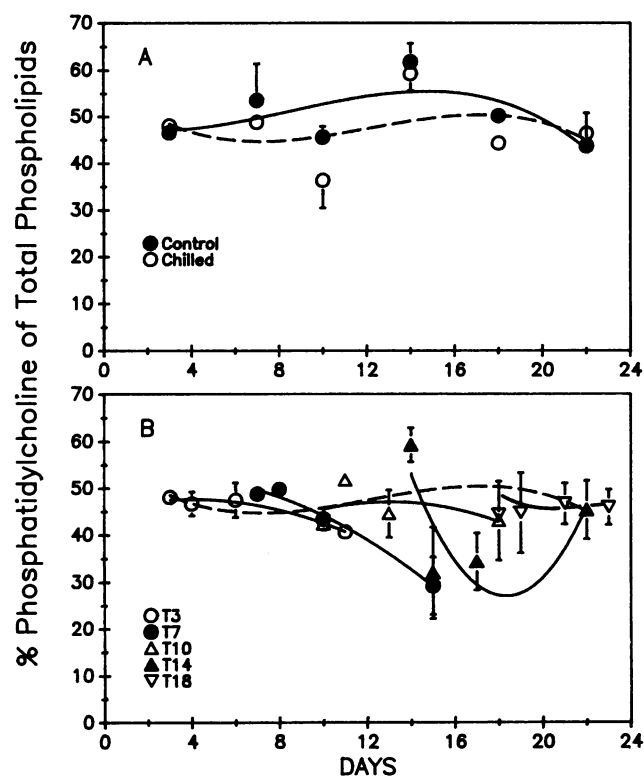 % Phosphatidylcholine of Total Phospholipids
70
60
50
40
30
20
10
0
A
Control
Chilled
0 4 8 12 16 20 24
70
60
50
40
30
20
10
0
B
T3
T7
T10
T14
T18
0 4 8 12 16 20 24
DAYS